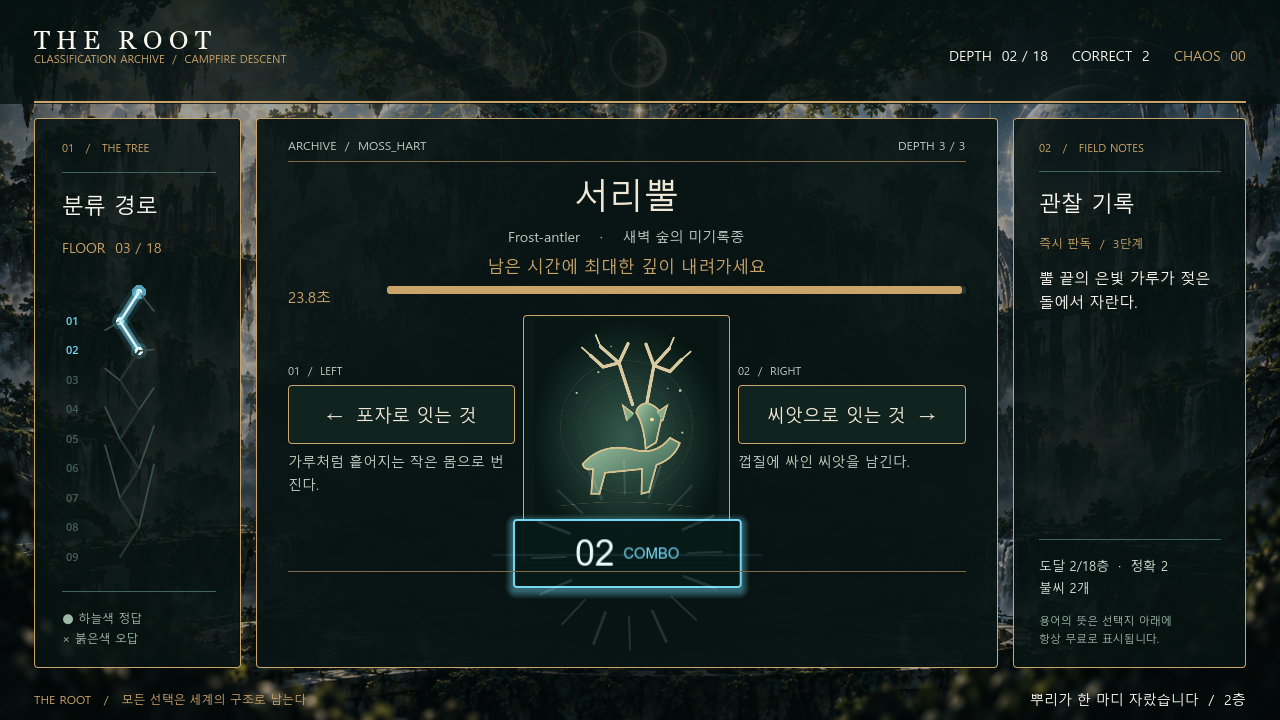 THE ROOT
CLASSIFICATION ARCHIVE / CAMPFIRE DESCENT
DEPTH 02 / 18 CORRECT 2 CHAOS 00
01 / THE TREE
분류 경로
FLOOR 03 / 18
01
02
03
04
05
06
07
08
09
● 하늘색 정답
× 붉은색 오답
ARCHIVE / MOSS_HART
DEPTH 3 / 3
서리뿔
Frost-antler · 새벽 숲의 미기록종
남은 시간에 최대한 깊이 내려가세요
23.8초
01 / LEFT
← 포자로 잇는 것
가루처럼 흩어지는 작은 몸으로 번
진다.
02 / RIGHT
씨앗으로 잇는 것 →
껍질에 싸인 씨앗을 남긴다.
02 COMBO
02 / FIELD NOTES
관찰 기록
즉시 판독 / 3단계
뿔 끝의 은빛 가루가 젖은
돌에서 자란다.
도달 2/18층 · 정확 2
불씨 2개
용어의 뜻은 선택지 아래에
항상 무료로 표시됩니다.
THE ROOT / 모든 선택은 세계의 구조로 남는다
뿌리가 한 마디 자랐습니다 / 2층